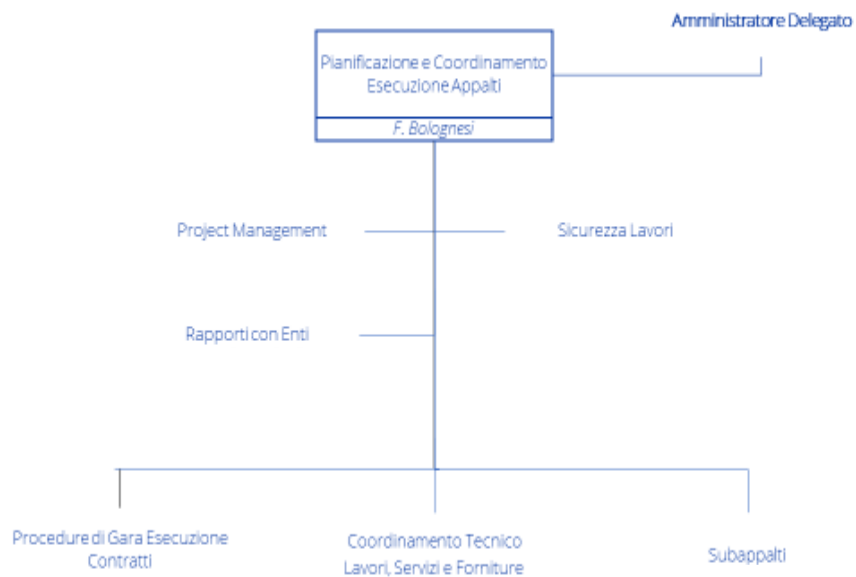 Amministratore Delegato
Pianificazione e Coordinamento
Esecuzione Appalti
F. Bolognesi
Project Management
Sicurezza Lavori
Rapporti con Enti
Procedure di Gara Esecuzione
Contratti
Coordinamento Tecnico
Lavori, Servizi e Forniture
Subappalti